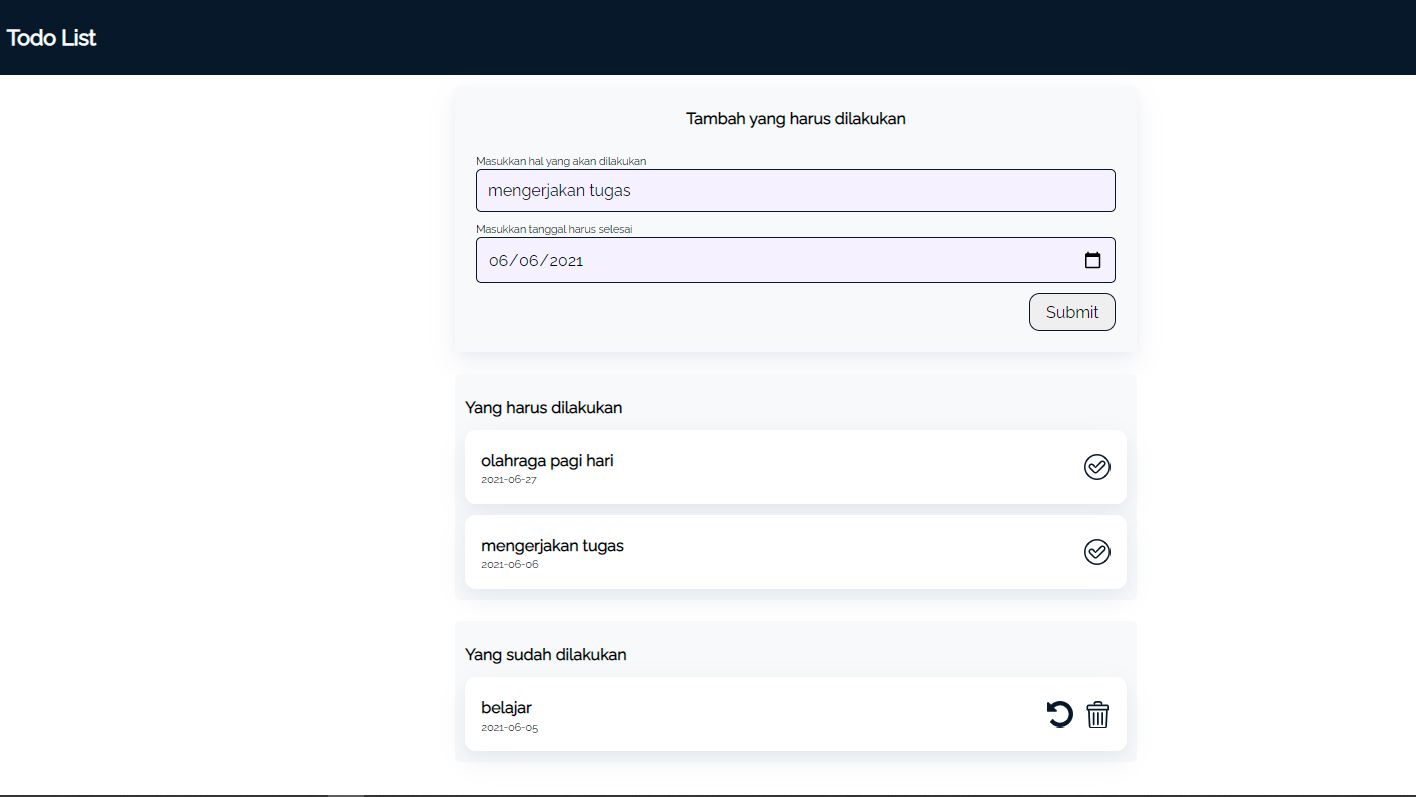 Todo List
Tambah yang harus dilakukan
Masukkan hal yang akan dilakukan
mengerjakan tugas
Masukkan tanggal harus selesai
06/06/2021
Submit
Yang harus dilakukan
olahraga pagi hari
2021-06-27
mengerjakan tugas
2021-06-06
Yang sudah dilakukan
belajar
2021-06-05